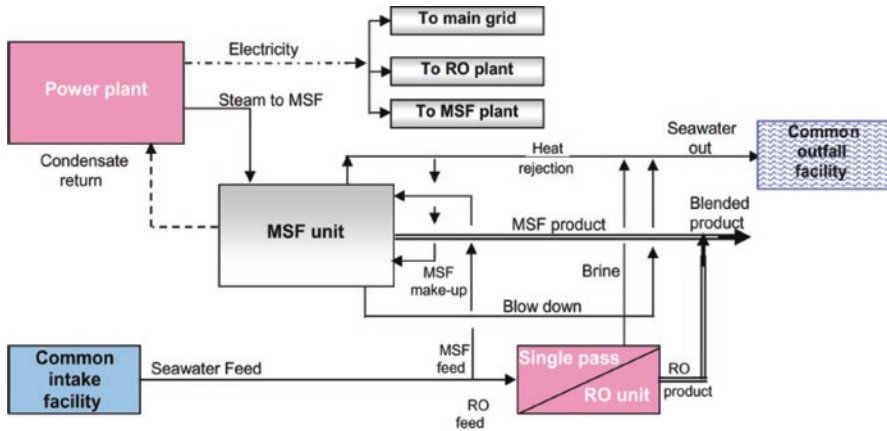 To main grid
Electricity
Power plant
To RO plant
Steam to MSF
To MSF plant
Condensate
return
Heat
rejection
Seawater
out
Common
outfall
facility
MSF unit
MSF product
Blended
product
MSF
make-up
Brine
Blow down
Common
intake
facility
Seawater Feed
MSF
feed
RO
feed
Single pass
RO unit
RO
product